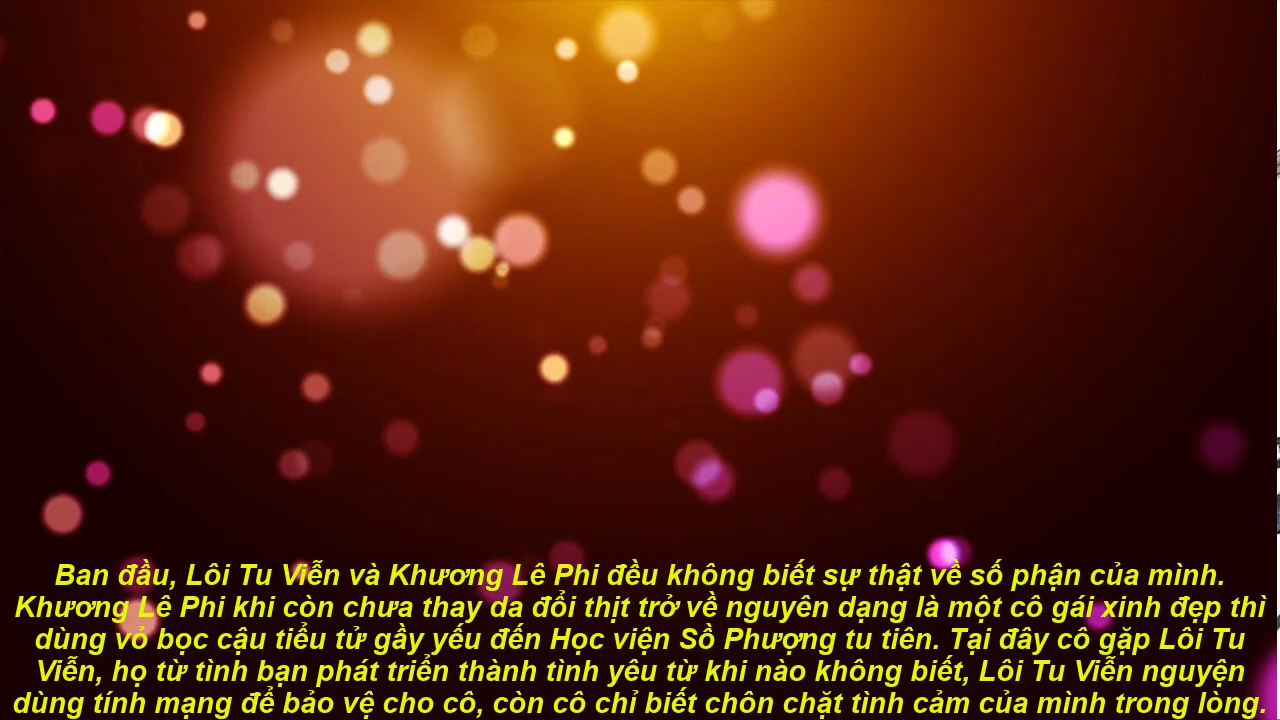 Ban đầu, Lôi Tu Viễn và Khương Lê Phi đều không biết sự thật về số phận của mình.
Khương Lê Phi khi còn chưa thay da đổi thịt trở về nguyên dạng là một cô gái xinh đẹp thì
dùng vỏ bọc cậu tiểu tử gầy yếu đến Học viện Sồ Phượng tu tiên. Tại đây cô gặp Lôi Tu
Viễn, họ từ tình bạn phát triển thành tình yêu từ khi nào không biết, Lôi Tu Viễn nguyện
dùng tính mạng để bảo vệ cho cô, còn cô chỉ biết chôn chặt tình cảm của mình trong lòng.